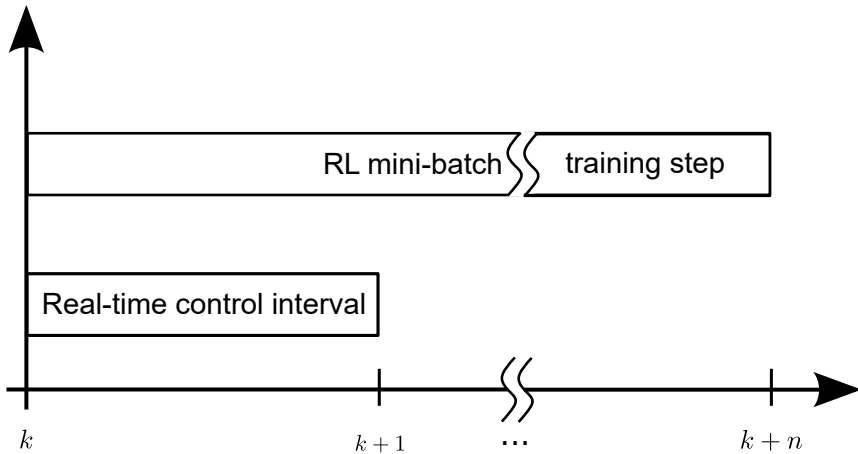 RL mini-batch training step
Real-time control interval
k k + 1 ... k + n